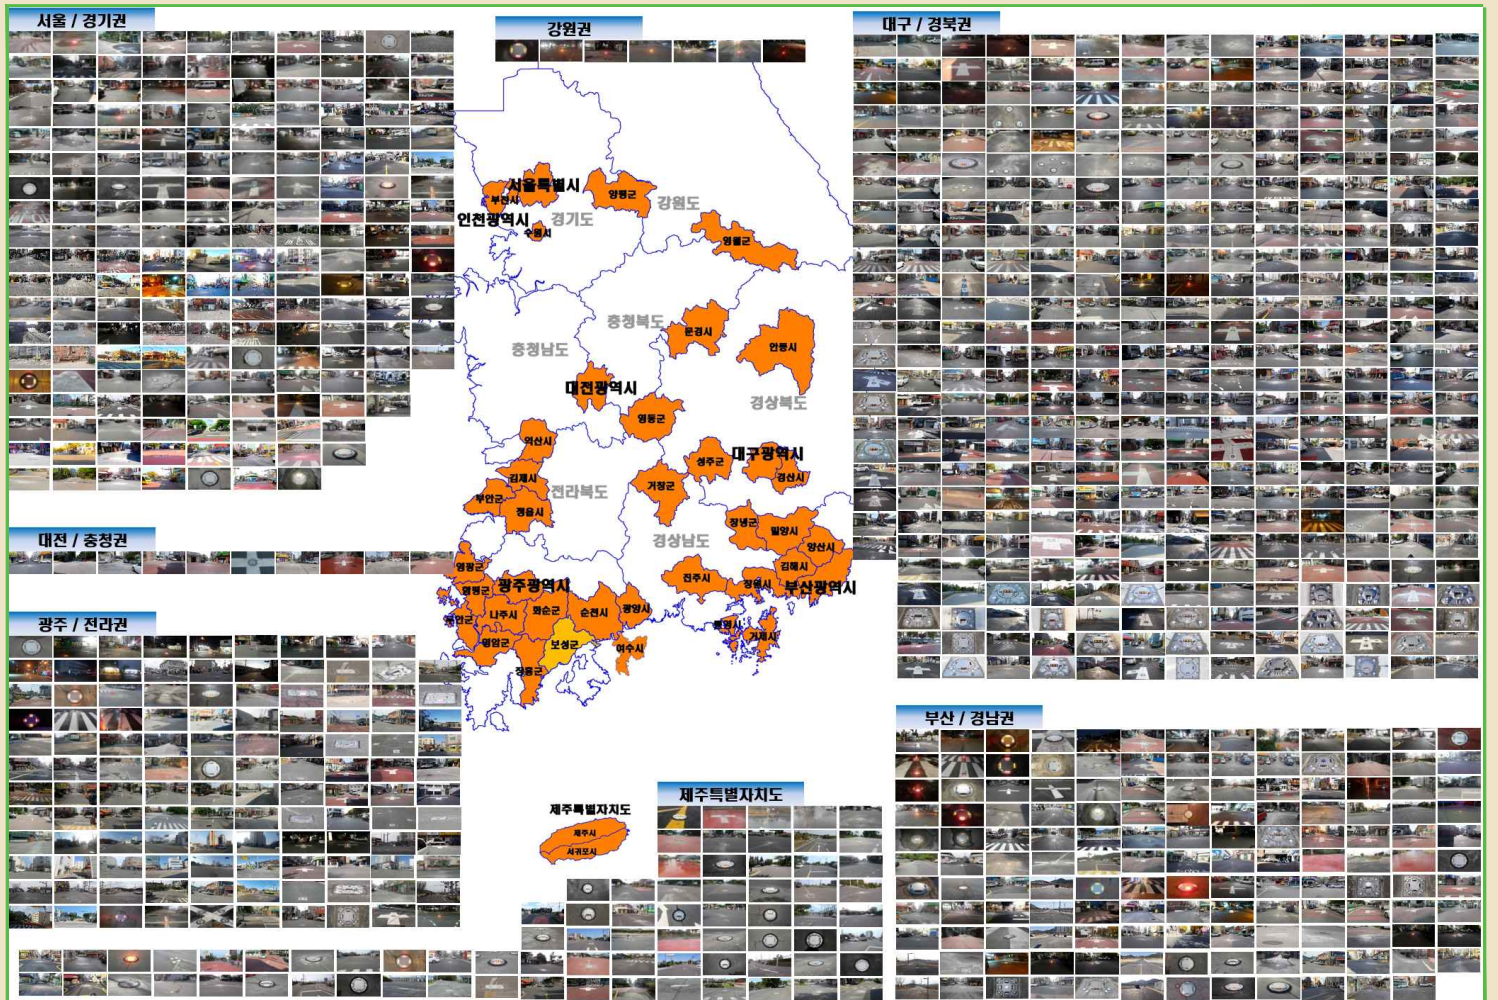 서울 / 경기권
강원권
대구 / 경북권
서울특별시
부천시
양평군
인천광역시
경기도
강원도
수원시
영월군
충청북도
문경시
충청남도
안동시
대전광역시
경상북도
영동군
익산시
성주군
대구광역시
김제시
경산시
거창군
부안군
전라북도
정읍시
창녕군
밀양시
대전 / 충청권
경상남도
양산시
영광군
김해시
진주시
창원시
부산광역시
함평군
광주광역시
무안군
나주시
화순군
순천시
광양시
광주 / 전라권
통영시
거제시
영암군
보성군
여수시
장흥군
부산 / 경남권
제주특별자치도
제주특별자치도
제주시
서귀포시